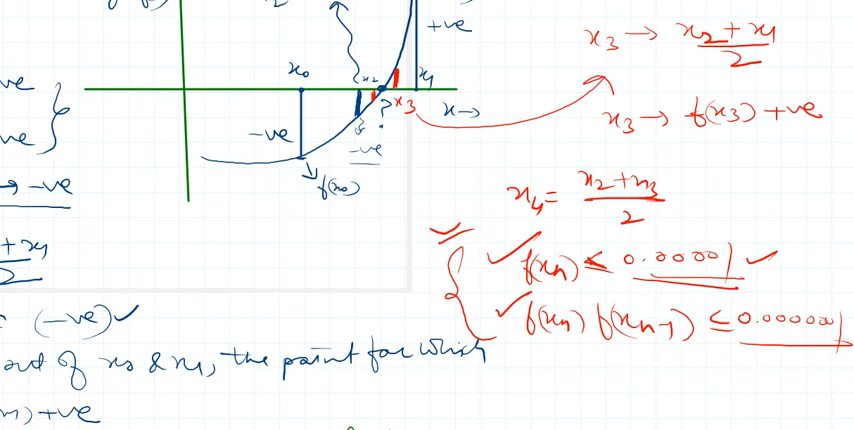 +ve
x₀
x₂
x₁
x₃
?
x→
-ve
-ve
f(x₀)
x₃ → x₂ + x₁ / 2
x₃ → f(x₃) +ve
x₄ = x₂ + x₃ / 2
f(xₙ) ≤ 0.00001
f(xₙ) f(xₙ₋₁) ≤ 0.000001
ve
ve
→ -ve
+ x₁
2
(-ve)
out of x₀ & x₁, the point for which
) +ve